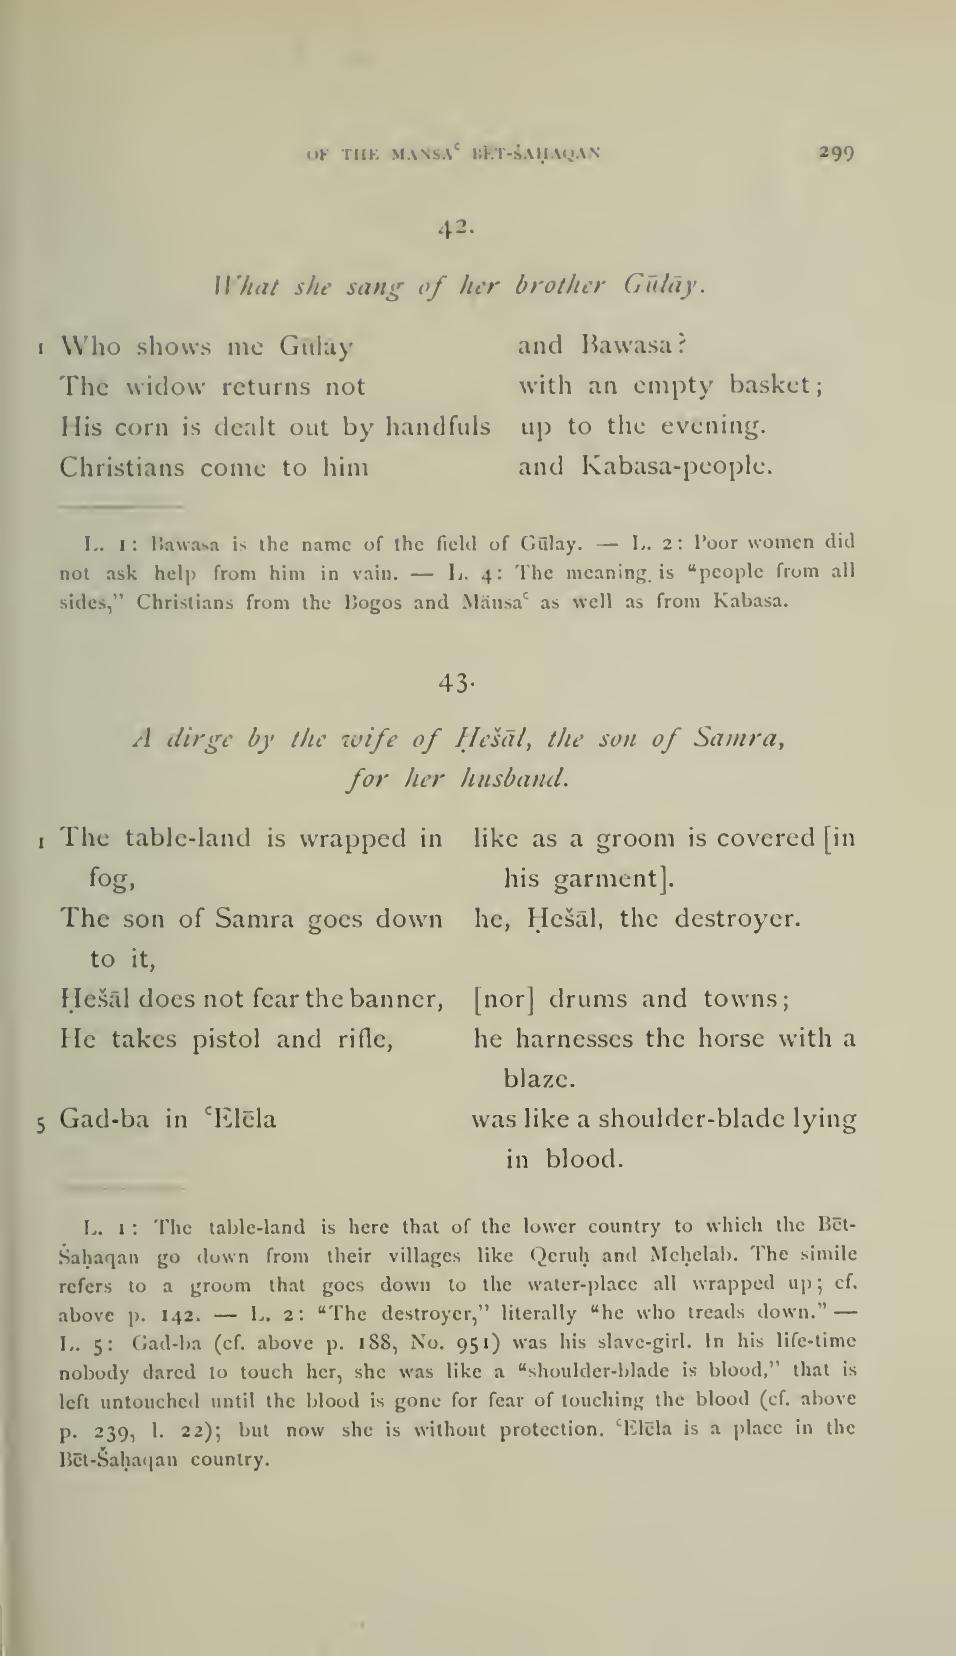 OF THE MANSAʿ BĒT-ŠAḤAQAN 299
42.
What she sang of her brother Gūlāy.
1 Who shows me Gūlāy and Bawasa?
The widow returns not with an empty basket;
His corn is dealt out by handfuls up to the evening.
Christians come to him and Kabasa-people.
L. 1: Bawasa is the name of the field of Gūlay. — L. 2: Poor women did
not ask help from him in vain. — L. 4: The meaning is “people from all
sides,” Christians from the Bogos and Mänsaʿ as well as from Kabasa.
43.
A dirge by the wife of Ḥešāl, the son of Samra,
for her husband.
1 The table-land is wrapped in like as a groom is covered [in
fog, his garment].
The son of Samra goes down he, Ḥešāl, the destroyer.
to it,
Ḥešāl does not fear the banner, [nor] drums and towns;
He takes pistol and rifle, he harnesses the horse with a
blaze.
5 Gad-ba in ʿElēla was like a shoulder-blade lying
in blood.
L. 1: The table-land is here that of the lower country to which the Bēt-
Šaḥaqan go down from their villages like Qeruḥ and Meḥelab. The simile
refers to a groom that goes down to the water-place all wrapped up; cf.
above p. 142. — L. 2: “The destroyer,” literally “he who treads down.” —
L. 5: Gad-ba (cf. above p. 188, No. 951) was his slave-girl. In his life-time
nobody dared to touch her, she was like a “shoulder-blade is blood,” that is
left untouched until the blood is gone for fear of touching the blood (cf. above
p. 239, l. 22); but now she is without protection. ʿElēla is a place in the
Bēt-Šaḥaqan country.